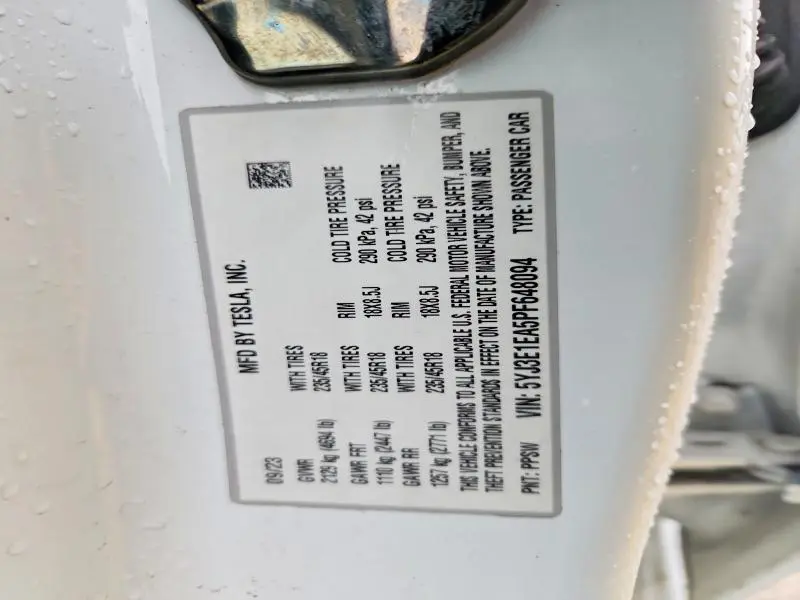 MFD BY TESLA, INC.
09/23
GVWR WITH TIRES
2129 kg (4694 lb) 235/45R18
GAWR FRT WITH TIRES RIM COLD TIRE PRESSURE
1110 kg (2447 lb) 235/45R18 18X8.5J 290 kPa, 42 psi
GAWR RR WITH TIRES RIM COLD TIRE PRESSURE
1257 kg (2771 lb) 235/45R18 18X8.5J 290 kPa, 42 psi
THIS VEHICLE CONFORMS TO ALL APPLICABLE U.S. FEDERAL MOTOR VEHICLE SAFETY, BUMPER, AND
THEFT PREVENTION STANDARDS IN EFFECT ON THE DATE OF MANUFACTURE SHOWN ABOVE.
PNT: PPSW VIN: 5YJ3E1EA5PF648094 TYPE: PASSENGER CAR